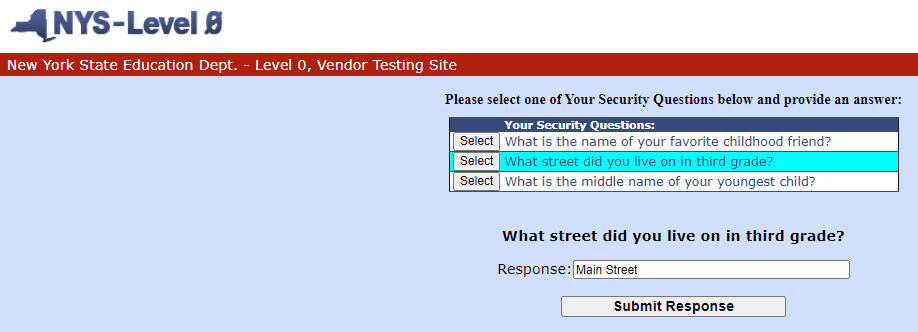 NYS-Level 0
New York State Education Dept. - Level 0, Vendor Testing Site
Please select one of Your Security Questions below and provide an answer:
Your Security Questions:
Select What is the name of your favorite childhood friend?
Select What street did you live on in third grade?
Select What is the middle name of your youngest child?
What street did you live on in third grade?
Response: Main Street
Submit Response